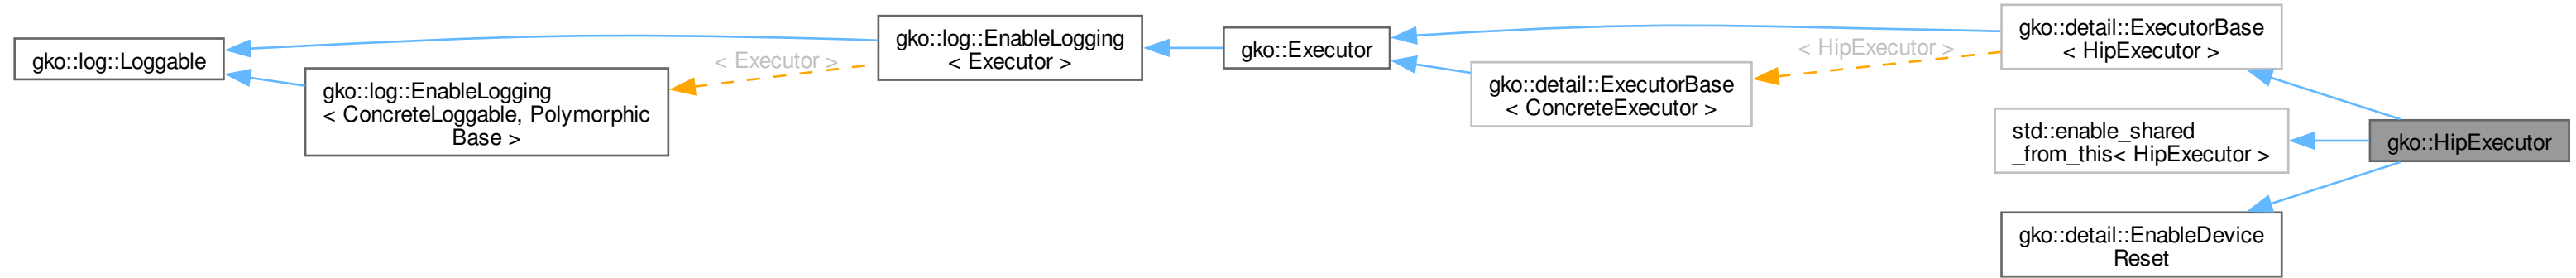 gko::log::Loggable
gko::log::EnableLogging
< ConcreteLoggable, Polymorphic
Base >
< Executor >
gko::log::EnableLogging
< Executor >
gko::Executor
gko::detail::ExecutorBase
< ConcreteExecutor >
< HipExecutor >
gko::detail::ExecutorBase
< HipExecutor >
std::enable_shared
_from_this< HipExecutor >
gko::detail::EnableDevice
Reset
gko::HipExecutor